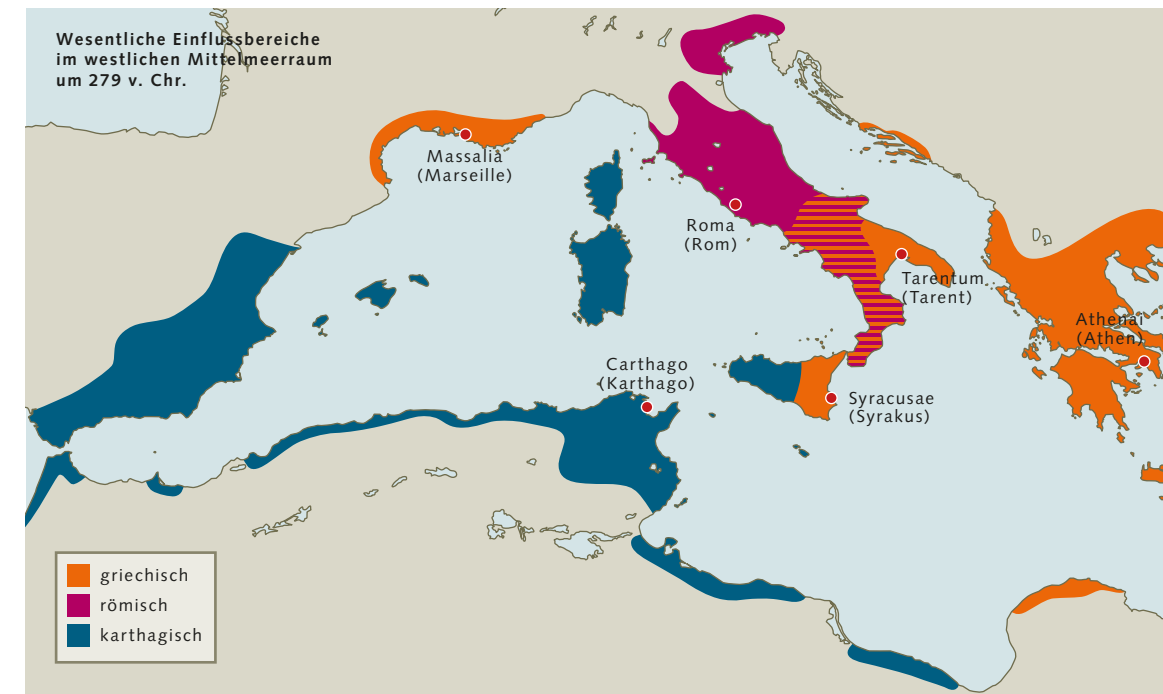 Wesentliche Einflussbereiche
im westlichen Mittelmeerraum
um 279 v. Chr.
Massalia
(Marseille)
Roma
(Rom)
Tarentum
(Tarent)
Athenai
(Athen)
Carthago
(Karthago)
Syracusae
(Syrakus)
griechisch
römisch
karthagisch